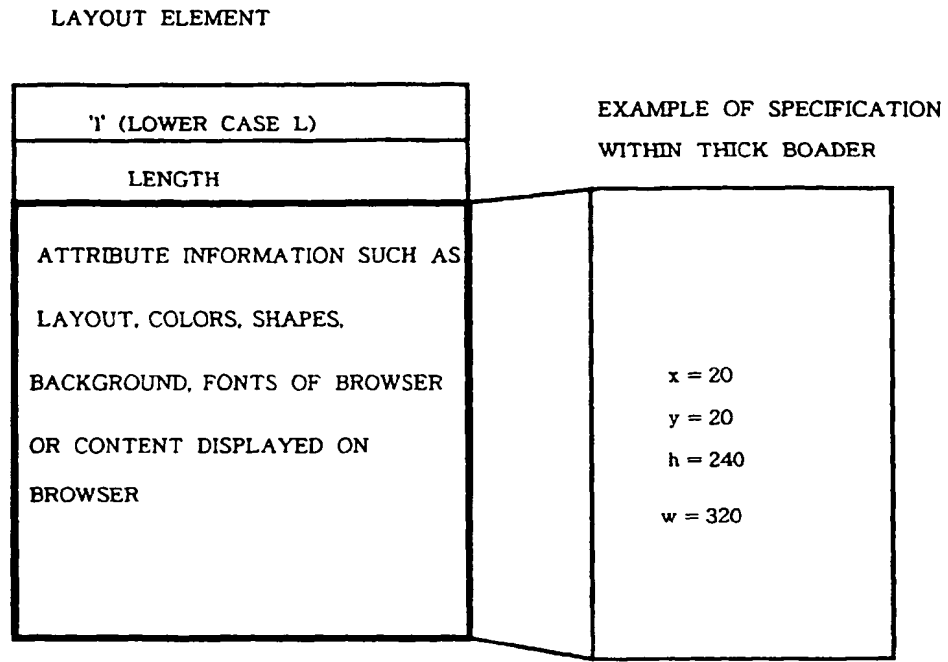 LAYOUT ELEMENT
'l' (LOWER CASE L)
LENGTH
ATTRIBUTE INFORMATION SUCH AS
LAYOUT, COLORS, SHAPES,
BACKGROUND, FONTS OF BROWSER
OR CONTENT DISPLAYED ON
BROWSER
EXAMPLE OF SPECIFICATION
WITHIN THICK BOADER
x = 20
y = 20
h = 240
w = 320